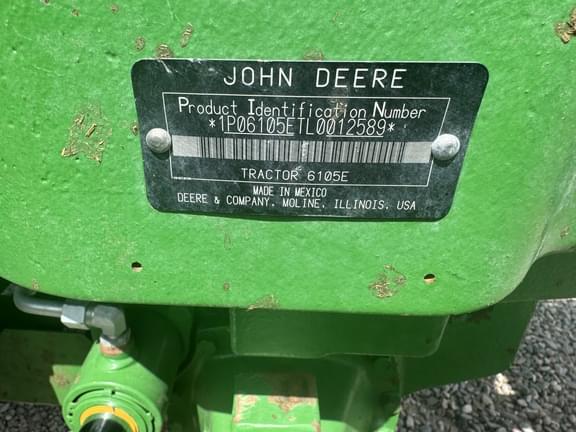 JOHN DEERE
Product Identification Number
*1P06105ETL0012589*
TRACTOR 6105E
MADE IN MEXICO
DEERE & COMPANY, MOLINE, ILLINOIS, USA